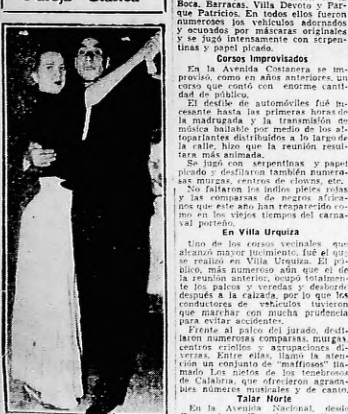 Boca, Barracas, Villa Devoto y Par-
que Patricios. En todos ellos fueron
numerosos los vehículos adornados
y ocupados por máscaras originales
y se jugó intensamente con serpen-
tinas y papel picado.
Corsos Improvisados
En la Avenida Costanera se im-
provisó, como en años anteriores, un
corso que contó con enorme canti-
dad de público.
El desfile de automóviles fué in-
cesante hasta las primeras horas de
la madrugada y la transmisión de
música bailable por medio de los al-
toparlantes distribuídos a lo largo de
la calle, hizo que la reunión resul-
tara más animada.
Se jugó con serpentinas y papel
picado y desfilaron también numero-
sas murgas, centros de clowns, etc.
No faltaron los indios pieles rojas
y las comparsas de negros africa-
nos que este año han reaparecido co-
mo en los viejos tiempos del carna-
val porteño.
En Villa Urquiza
Uno de los corsos vecinales que
alcanzó mayor lucimiento, fué el que
se realizó en Villa Urquiza. El pú-
blico, más numeroso aún que el de
la reunión anterior, ocupó totalmen-
te los palcos y veredas y desbordó
después a la calzada, por lo que los
conductores de vehículos tuvieron
que marchar con mucha prudencia
para evitar accidentes.
Frente al palco del jurado, desfi-
laron numerosas comparsas, murgas,
centros criollos y agrupaciones di-
versas. Entre ellas, llamó la aten-
ción un conjunto de "maffiosos" lla-
mado Los nietos de los tenebrosos
de Calabria, que ofrecieron agrada-
bles números musicales y de canto.
Talar Norte
En la Avenida Nacional, desde